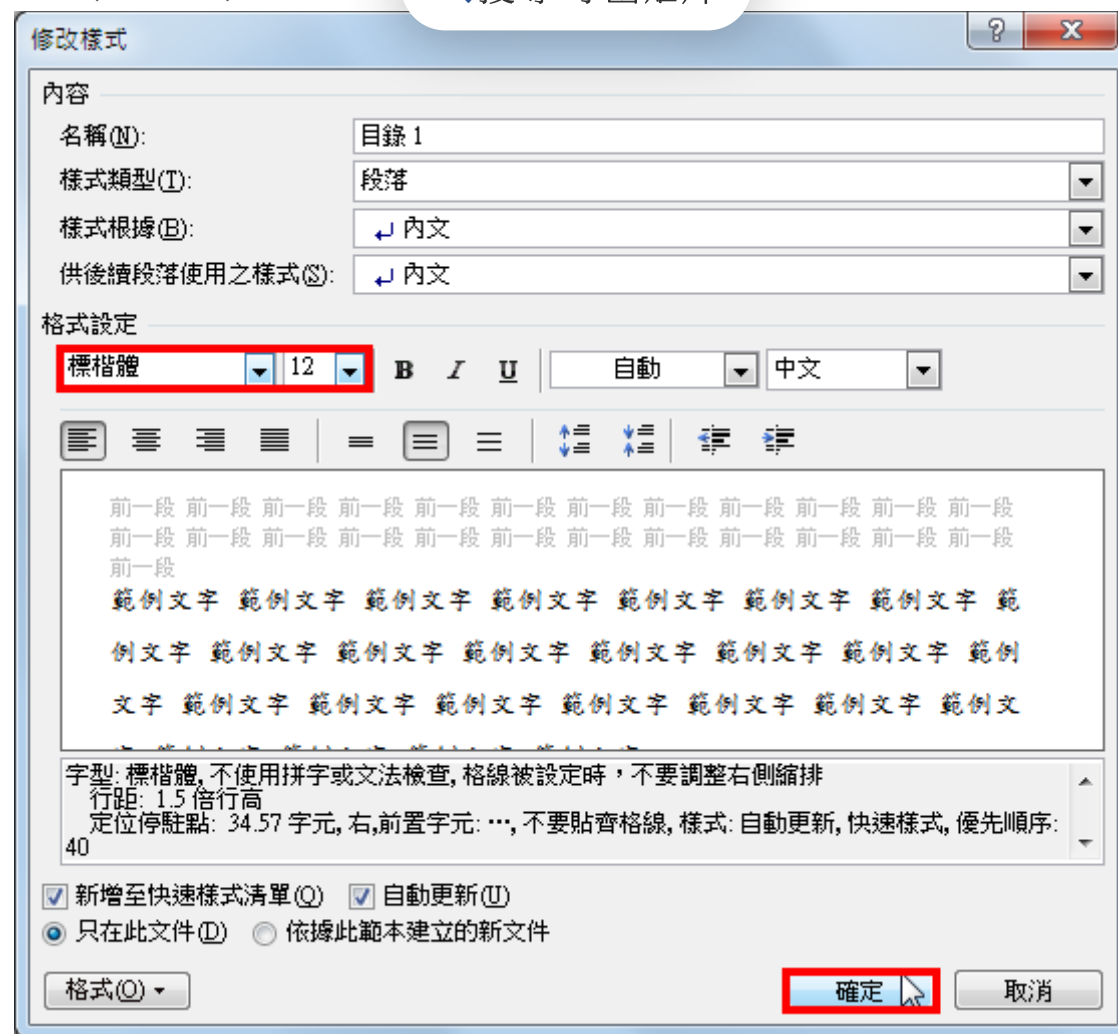 修改樣式
內容
名稱(N): 目錄 1
樣式類型(T): 段落
樣式根據(B): 內文
供後續段落使用之樣式(S): 內文
格式設定
標楷體 12 B I U 自動 中文
前一段 前一段 前一段 前一段 前一段 前一段 前一段 前一段 前一段 前一段 前一段 前一段
前一段 前一段 前一段 前一段 前一段 前一段 前一段 前一段 前一段 前一段 前一段 前一段
前一段
範例文字 範例文字 範例文字 範例文字 範例文字 範例文字 範例文字 範
例文字 範例文字 範例文字 範例文字 範例文字 範例文字 範例文字 範例
文字 範例文字 範例文字 範例文字 範例文字 範例文字 範例文字 範例文
字型: 標楷體, 不使用拼字或文法檢查, 格線被設定時，不要調整右側縮排
行距: 1.5 倍行高
定位停駐點: 34.57 字元, 右,前置字元: …, 不要貼齊格線, 樣式: 自動更新, 快速樣式, 優先順序:
40
新增至快速樣式清單(Q) 自動更新(U)
只在此文件(D) 依據此範本建立的新文件
格式(O) 確定 取消